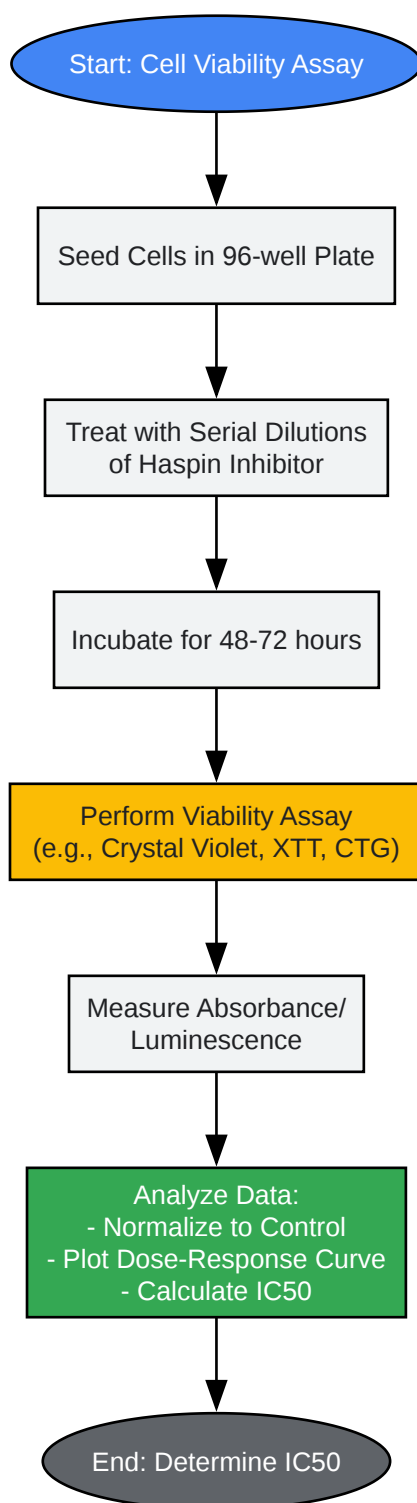 Start: Cell Viability Assay
Seed Cells in 96-well Plate
Treat with Serial Dilutions
of Haspin Inhibitor
Incubate for 48-72 hours
Perform Viability Assay
(e.g., Crystal Violet, XTT, CTG)
Measure Absorbance/
Luminescence
Analyze Data:
- Normalize to Control
- Plot Dose-Response Curve
- Calculate IC50
End: Determine IC50